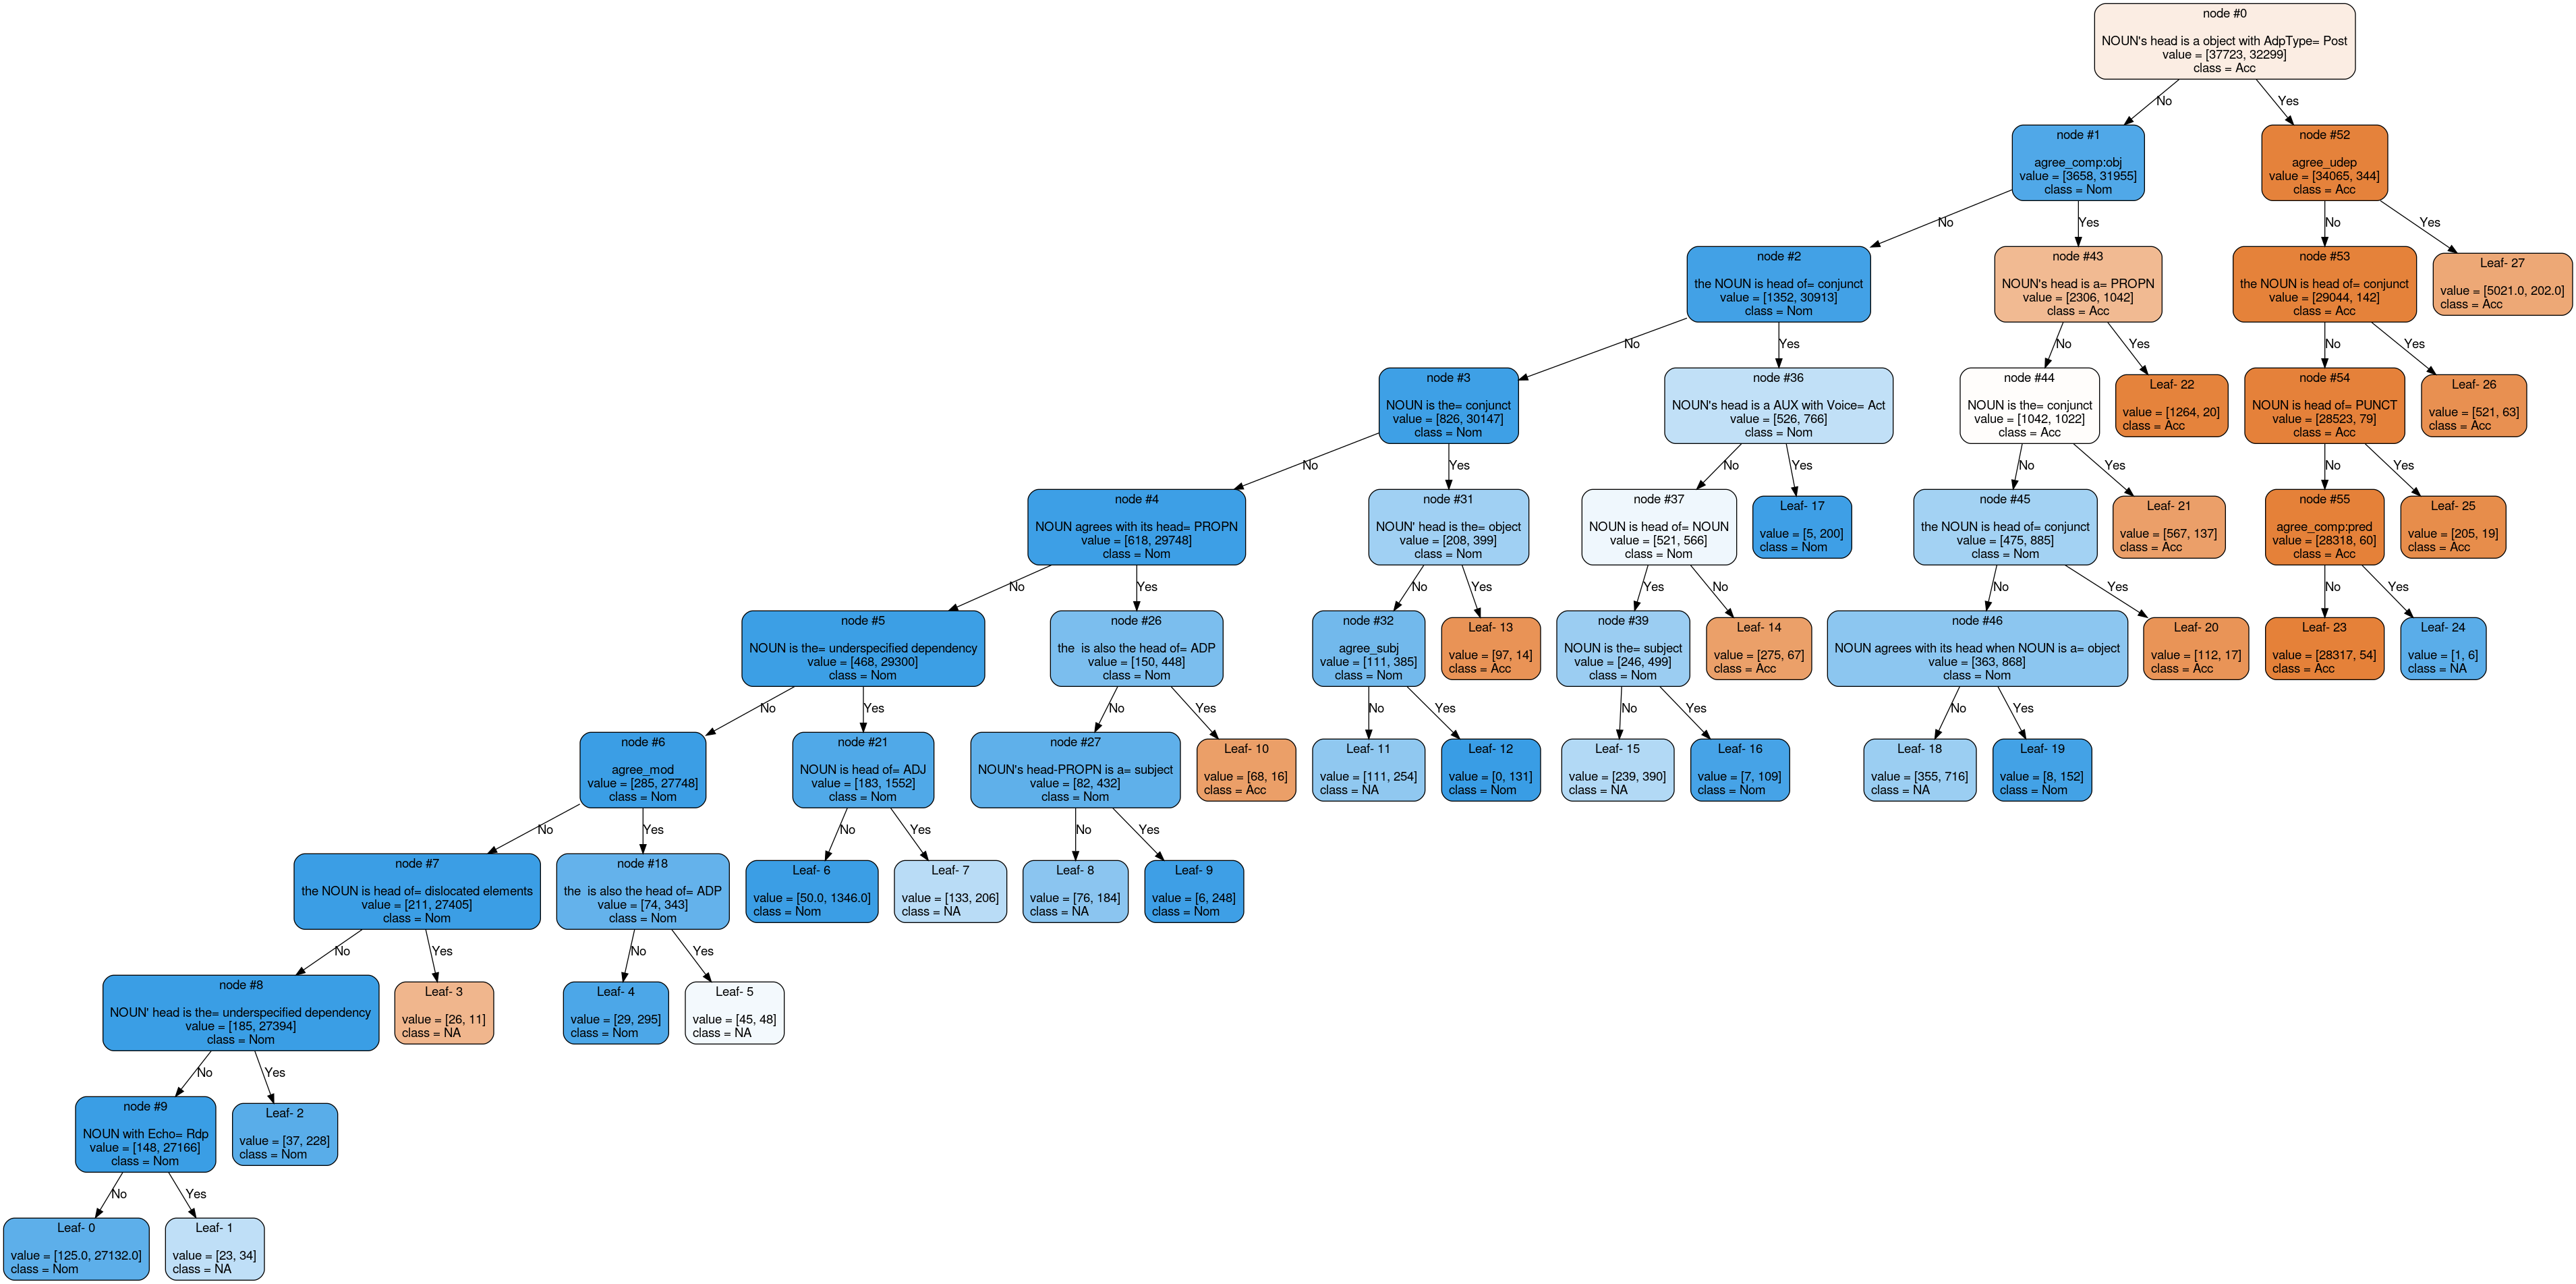 node #0
NOUN's head is a object with AdpType= Post
value = [37723, 32299]
class = Acc
No
Yes
node #1
agree_comp:obj
value = [3658, 31955]
class = Nom
node #52
agree_udep
value = [34065, 344]
class = Acc
No
Yes
No
Yes
node #2
the NOUN is head of= conjunct
value = [1352, 30913]
class = Nom
node #43
NOUN's head is a= PROPN
value = [2306, 1042]
class = Acc
node #53
the NOUN is head of= conjunct
value = [29044, 142]
class = Acc
Leaf- 27
value = [5021.0, 202.0]
class = Acc
No
Yes
No
Yes
No
Yes
node #3
NOUN is the= conjunct
value = [826, 30147]
class = Nom
node #36
NOUN's head is a AUX with Voice= Act
value = [526, 766]
class = Nom
node #44
NOUN is the= conjunct
value = [1042, 1022]
class = Acc
Leaf- 22
value = [1264, 20]
class = Acc
node #54
NOUN is head of= PUNCT
value = [28523, 79]
class = Acc
Leaf- 26
value = [521, 63]
class = Acc
No
Yes
No
Yes
No
Yes
No
Yes
node #4
NOUN agrees with its head= PROPN
value = [618, 29748]
class = Nom
node #31
NOUN' head is the= object
value = [208, 399]
class = Nom
node #37
NOUN is head of= NOUN
value = [521, 566]
class = Nom
Leaf- 17
value = [5, 200]
class = Nom
node #45
the NOUN is head of= conjunct
value = [475, 885]
class = Nom
Leaf- 21
value = [567, 137]
class = Acc
node #55
agree_comp:pred
value = [28318, 60]
class = Acc
Leaf- 25
value = [205, 19]
class = Acc
No
Yes
No
Yes
Yes
No
No
Yes
No
Yes
node #5
NOUN is the= underspecified dependency
value = [468, 29300]
class = Nom
node #26
the  is also the head of= ADP
value = [150, 448]
class = Nom
node #32
agree_subj
value = [111, 385]
class = Nom
Leaf- 13
value = [97, 14]
class = Acc
node #39
NOUN is the= subject
value = [246, 499]
class = Nom
Leaf- 14
value = [275, 67]
class = Acc
node #46
NOUN agrees with its head when NOUN is a= object
value = [363, 868]
class = Nom
Leaf- 20
value = [112, 17]
class = Acc
Leaf- 23
value = [28317, 54]
class = Acc
Leaf- 24
value = [1, 6]
class = NA
No
Yes
No
Yes
No
Yes
No
Yes
No
Yes
node #6
agree_mod
value = [285, 27748]
class = Nom
node #21
NOUN is head of= ADJ
value = [183, 1552]
class = Nom
node #27
NOUN's head-PROPN is a= subject
value = [82, 432]
class = Nom
Leaf- 10
value = [68, 16]
class = Acc
Leaf- 11
value = [111, 254]
class = NA
Leaf- 12
value = [0, 131]
class = Nom
Leaf- 15
value = [239, 390]
class = NA
Leaf- 16
value = [7, 109]
class = Nom
Leaf- 18
value = [355, 716]
class = NA
Leaf- 19
value = [8, 152]
class = Nom
No
Yes
No
Yes
No
Yes
node #7
the NOUN is head of= dislocated elements
value = [211, 27405]
class = Nom
node #18
the  is also the head of= ADP
value = [74, 343]
class = Nom
Leaf- 6
value = [50.0, 1346.0]
class = Nom
Leaf- 7
value = [133, 206]
class = NA
Leaf- 8
value = [76, 184]
class = NA
Leaf- 9
value = [6, 248]
class = Nom
No
Yes
No
Yes
node #8
NOUN' head is the= underspecified dependency
value = [185, 27394]
class = Nom
Leaf- 3
value = [26, 11]
class = NA
Leaf- 4
value = [29, 295]
class = Nom
Leaf- 5
value = [45, 48]
class = NA
No
Yes
node #9
NOUN with Echo= Rdp
value = [148, 27166]
class = Nom
Leaf- 2
value = [37, 228]
class = Nom
No
Yes
Leaf- 0
value = [125.0, 27132.0]
class = Nom
Leaf- 1
value = [23, 34]
class = NA